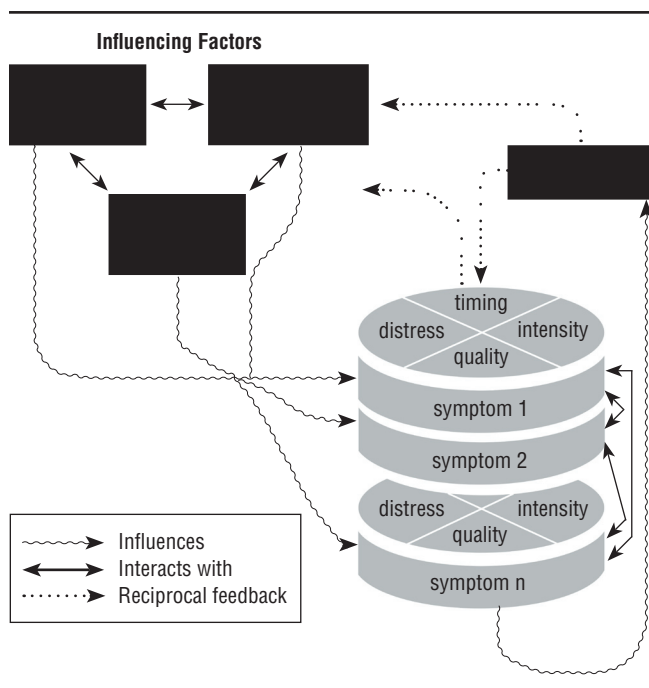 Influencing Factors
timing
distress
intensity
quality
symptom 1
symptom 2
distress
intensity
quality
symptom n
Influences
Interacts with
Reciprocal feedback